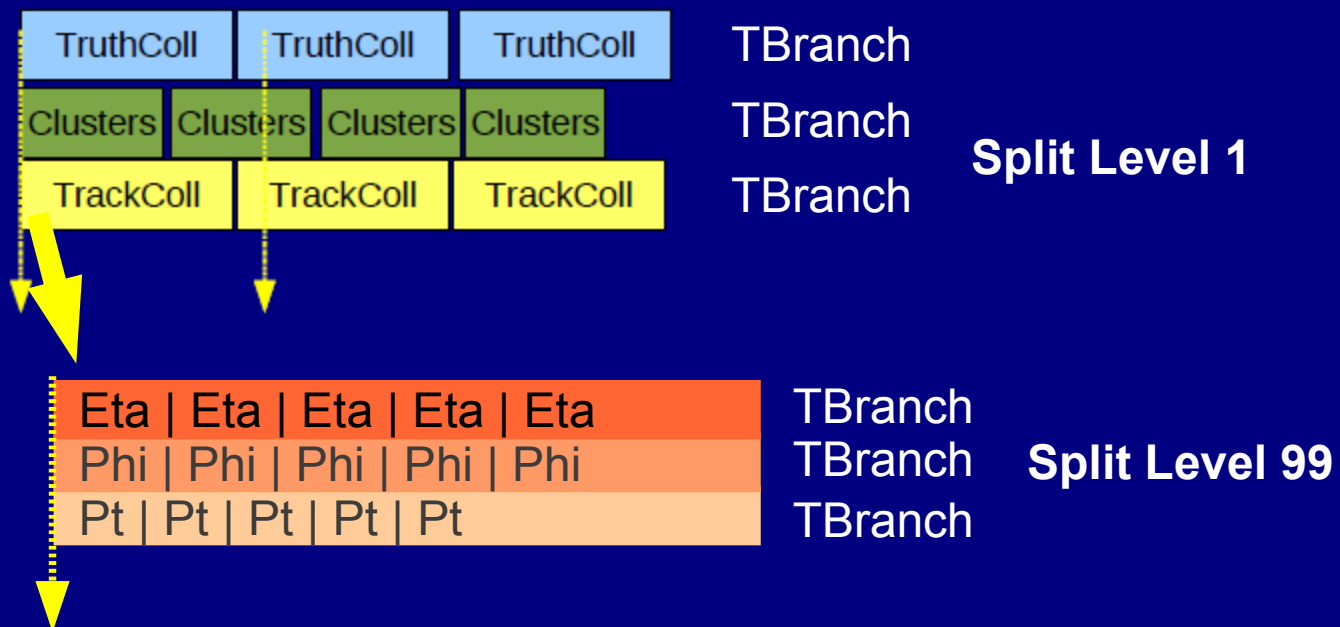 TruthColl TruthColl TruthColl TBranch
Clusters Clusters Clusters Clusters TBranch
Split Level 1
TrackColl TrackColl TrackColl TBranch
Eta | Eta | Eta | Eta | Eta TBranch
Phi | Phi | Phi | Phi | Phi TBranch Split Level 99
Pt | Pt | Pt | Pt | Pt TBranch